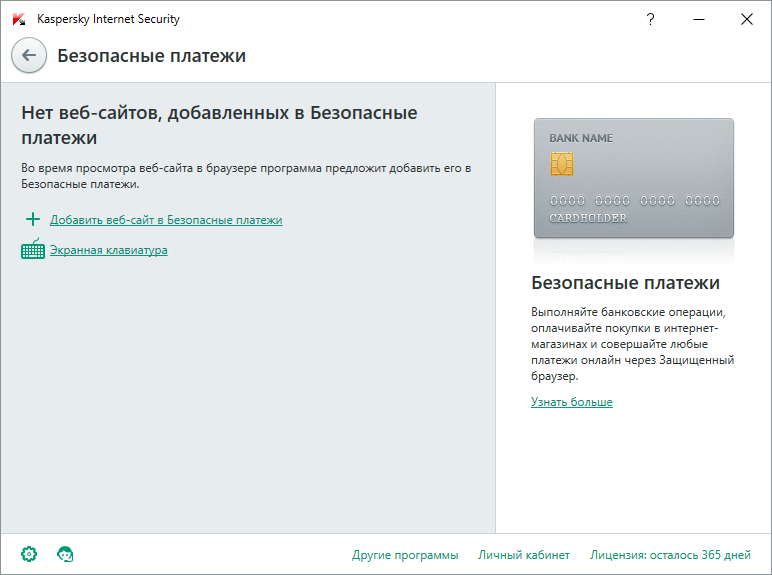 Kaspersky Internet Security
?
Безопасные платежи
Нет веб-сайтов, добавленных в Безопасные
платежи
Во время просмотра веб-сайта в браузере программа предложит добавить его в
Безопасные платежи.
Добавить веб-сайт в Безопасные платежи
Экранная клавиатура
BANK NAME
0000 0000 0000 0000
CARDHOLDER
Безопасные платежи
Выполняйте банковские операции,
оплачивайте покупки в интернет-
магазинах и совершайте любые
платежи онлайн через Защищенный
браузер.
Узнать больше
Другие программы
Личный кабинет
Лицензия: осталось 365 дней